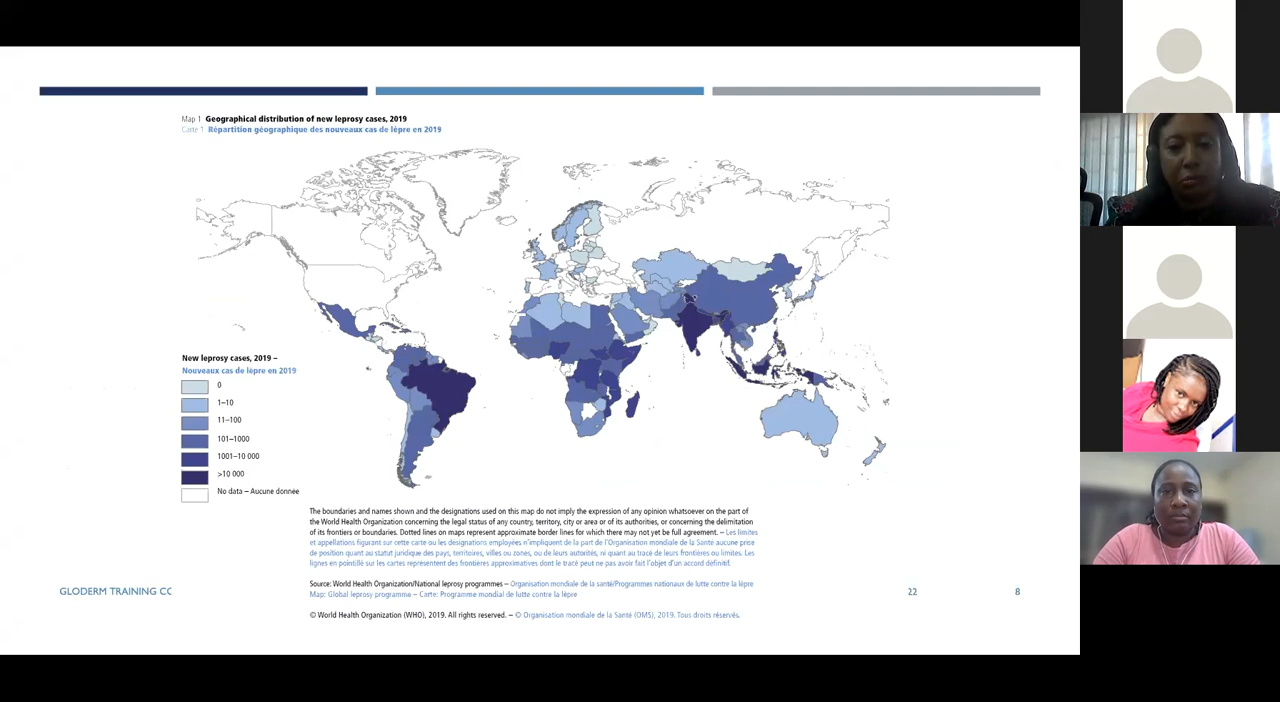 Map 1 Geographical distribution of new leprosy cases, 2019
Carte 1 Répartition géographique des nouveaux cas de lèpre en 2019
New leprosy cases, 2019 –
Nouveaux cas de lèpre en 2019
0
1–10
11–100
101–1000
1001–10 000
>10 000
No data – Aucune donnée
The boundaries and names shown and the designations used on this map do not imply the expression of any opinion whatsoever on the part of
the World Health Organization concerning the legal status of any country, territory, city or area or of its authorities, or concerning the delimitation
of its frontiers or boundaries. Dotted lines on maps represent approximate border lines for which there may not yet be full agreement. – Les limites
et appellations figurant sur cette carte ou les désignations employées n'impliquent de la part de l'Organisation mondiale de la Santé aucune prise
de position quant au statut juridique des pays, territoires, villes ou zones, ou de leurs autorités, ni quant au tracé de leurs frontières ou limites. Les
lignes en pointillé sur les cartes représentent des frontières approximatives dont le tracé peut ne pas avoir fait l'objet d'un accord définitif.
Source: World Health Organization/National leprosy programmes – Organisation mondiale de la santé/Programmes nationaux de lutte contre la lèpre
Map: Global leprosy programme – Carte: Programme mondial de lutte contre la lèpre
© World Health Organization (WHO), 2019. All rights reserved. – © Organisation mondiale de la Santé (OMS), 2019. Tous droits réservés.
GLODERM TRAINING CC
22
8